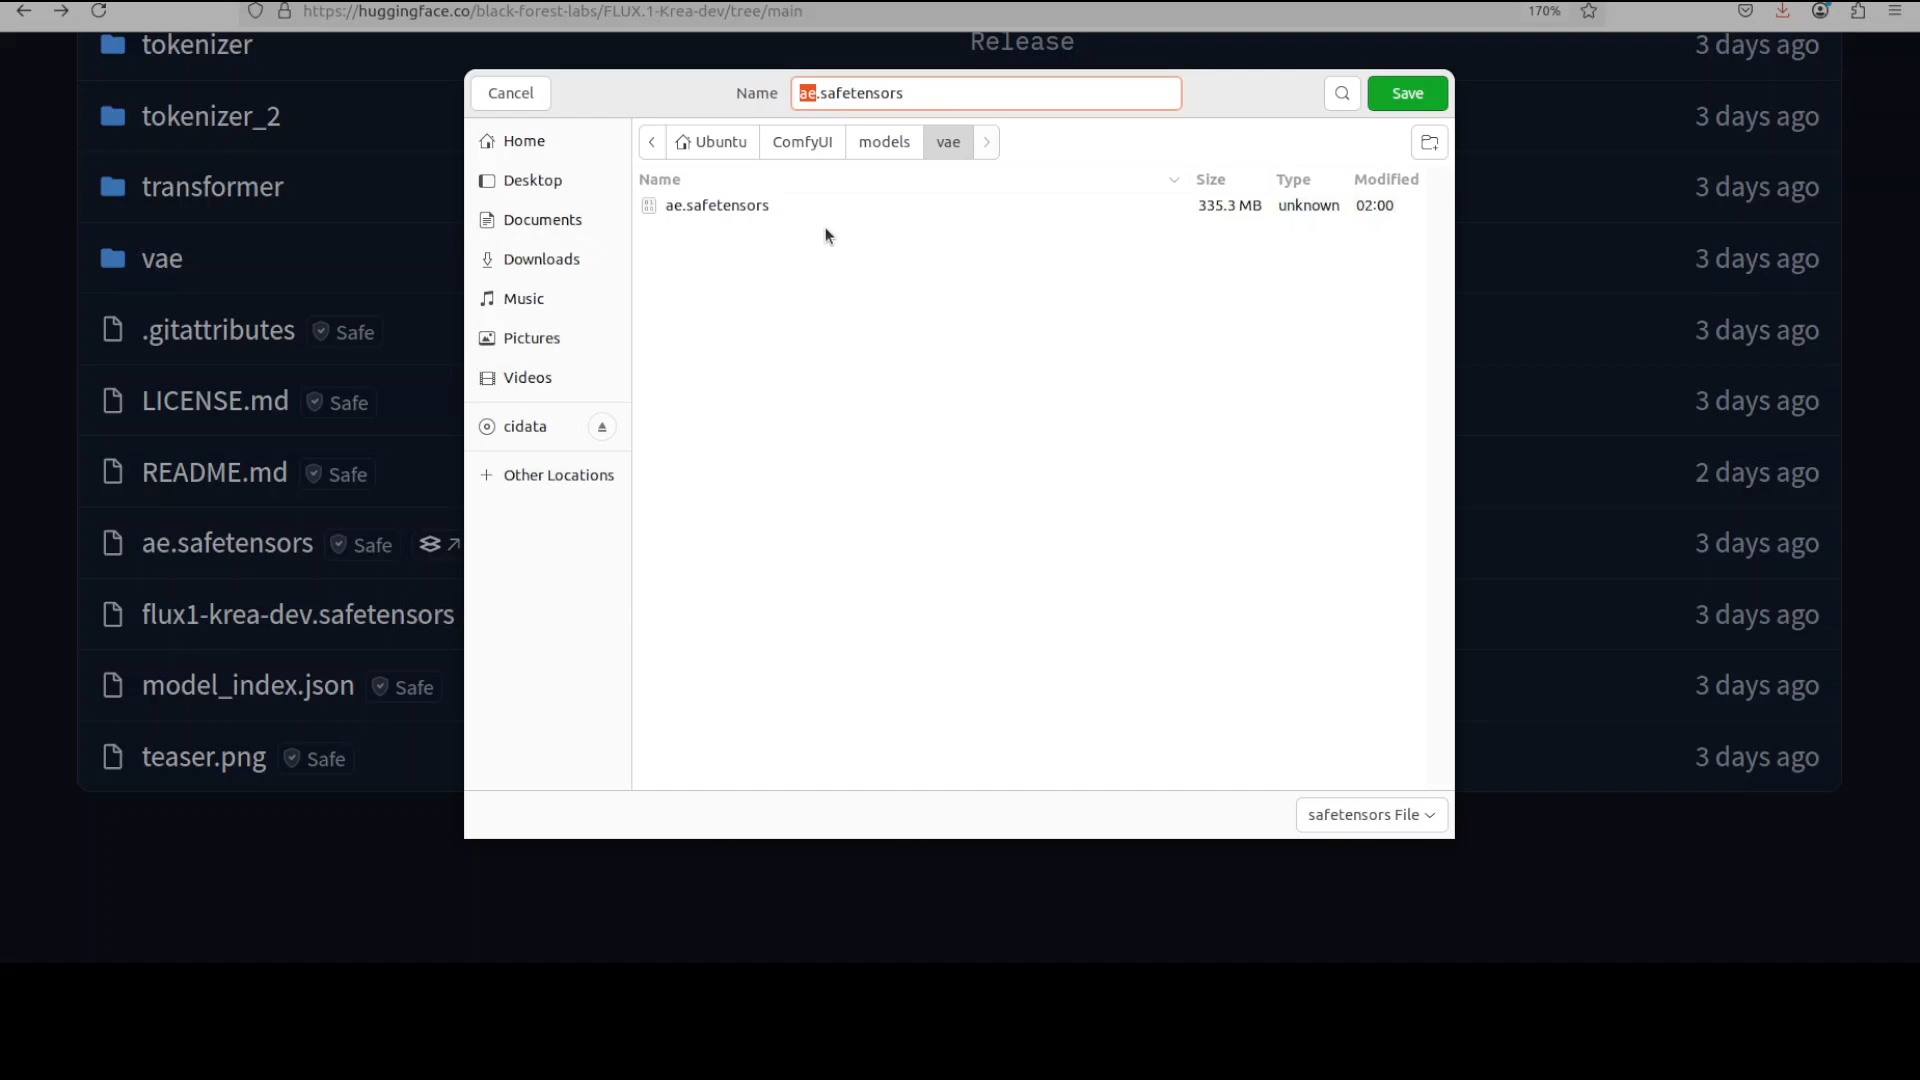 https://huggingface.co/black-forest-labs/FLUX.1-Krea-dev/tree/main
170%
tokenizer
Release
3 days ago
tokenizer_2
3 days ago
transformer
3 days ago
vae
3 days ago
.gitattributes
Safe
3 days ago
LICENSE.md
Safe
3 days ago
README.md
Safe
2 days ago
ae.safetensors
Safe
3 days ago
flux1-krea-dev.safetensors
3 days ago
model_index.json
Safe
3 days ago
teaser.png
Safe
3 days ago
Cancel
Name
ae.safetensors
Save
Home
Desktop
Documents
Downloads
Music
Pictures
Videos
cidata
Other Locations
Ubuntu
ComfyUI
models
vae
Name
Size
Type
Modified
ae.safetensors
335.3 MB
unknown
02:00
safetensors File